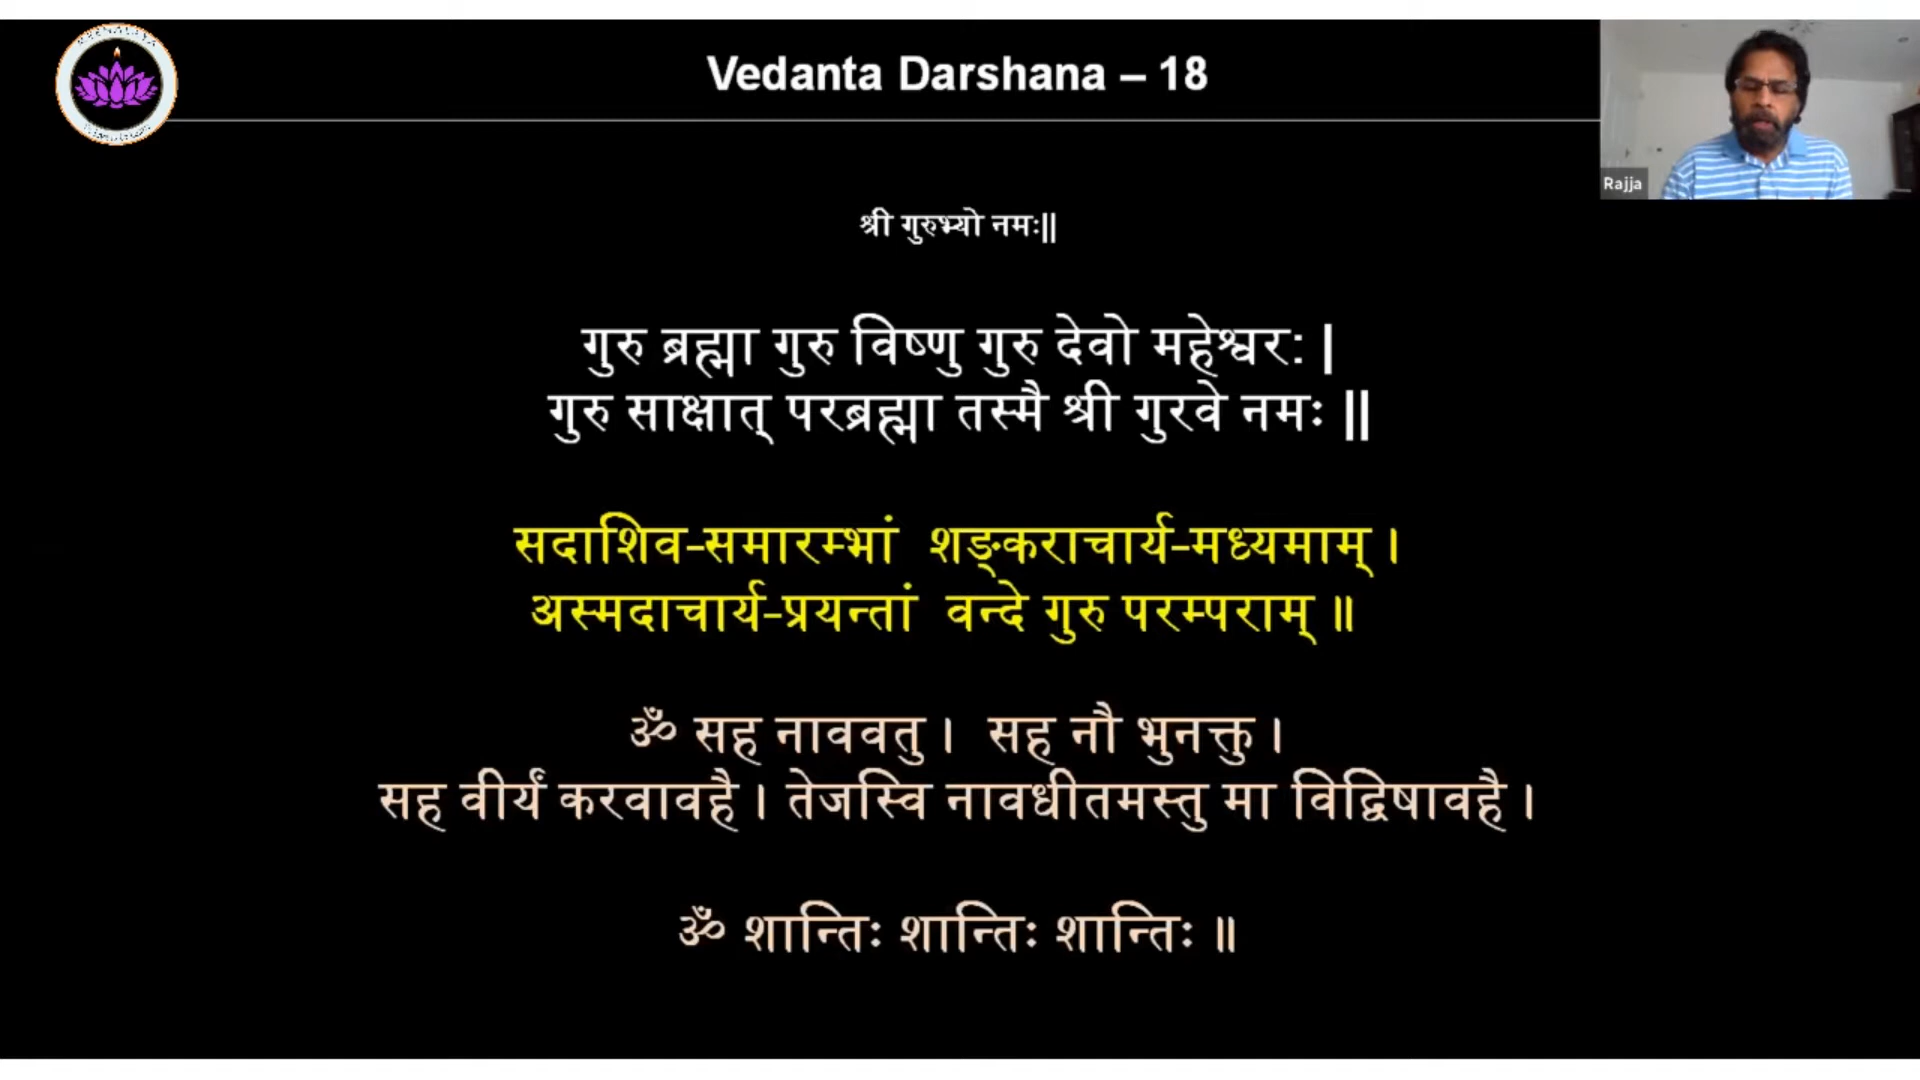 Vedanta Darshana – 18
Rajja
श्री गुरुभ्यो नमः||
गुरु ब्रह्मा गुरु विष्णु गुरु देवो महेश्वरः |
गुरु साक्षात् परब्रह्मा तस्मै श्री गुरवे नमः ||
सदाशिव-समारम्भां शङ्कराचार्य-मध्यमाम् ।
अस्मदाचार्य-प्रयन्तां वन्दे गुरु परम्पराम् ॥
ॐ सह नाववतु । सह नौ भुनक्तु ।
सह वीर्यं करवावहै । तेजस्वि नावधीतमस्तु मा विद्विषावहै ।
ॐ शान्तिः शान्तिः शान्तिः ॥